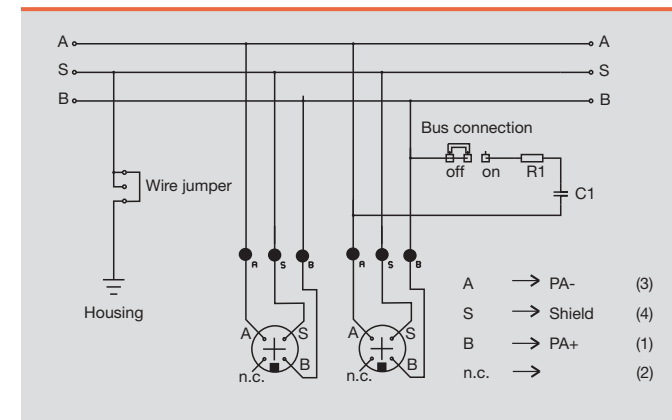 A A
S S
B B
Bus connection
off on R1
C1
Wire jumper
Housing
A S B A S B
A S A S
B B
n.c. n.c.
A → PA- (3)
S → Shield (4)
B → PA+ (1)
n.c. → (2)